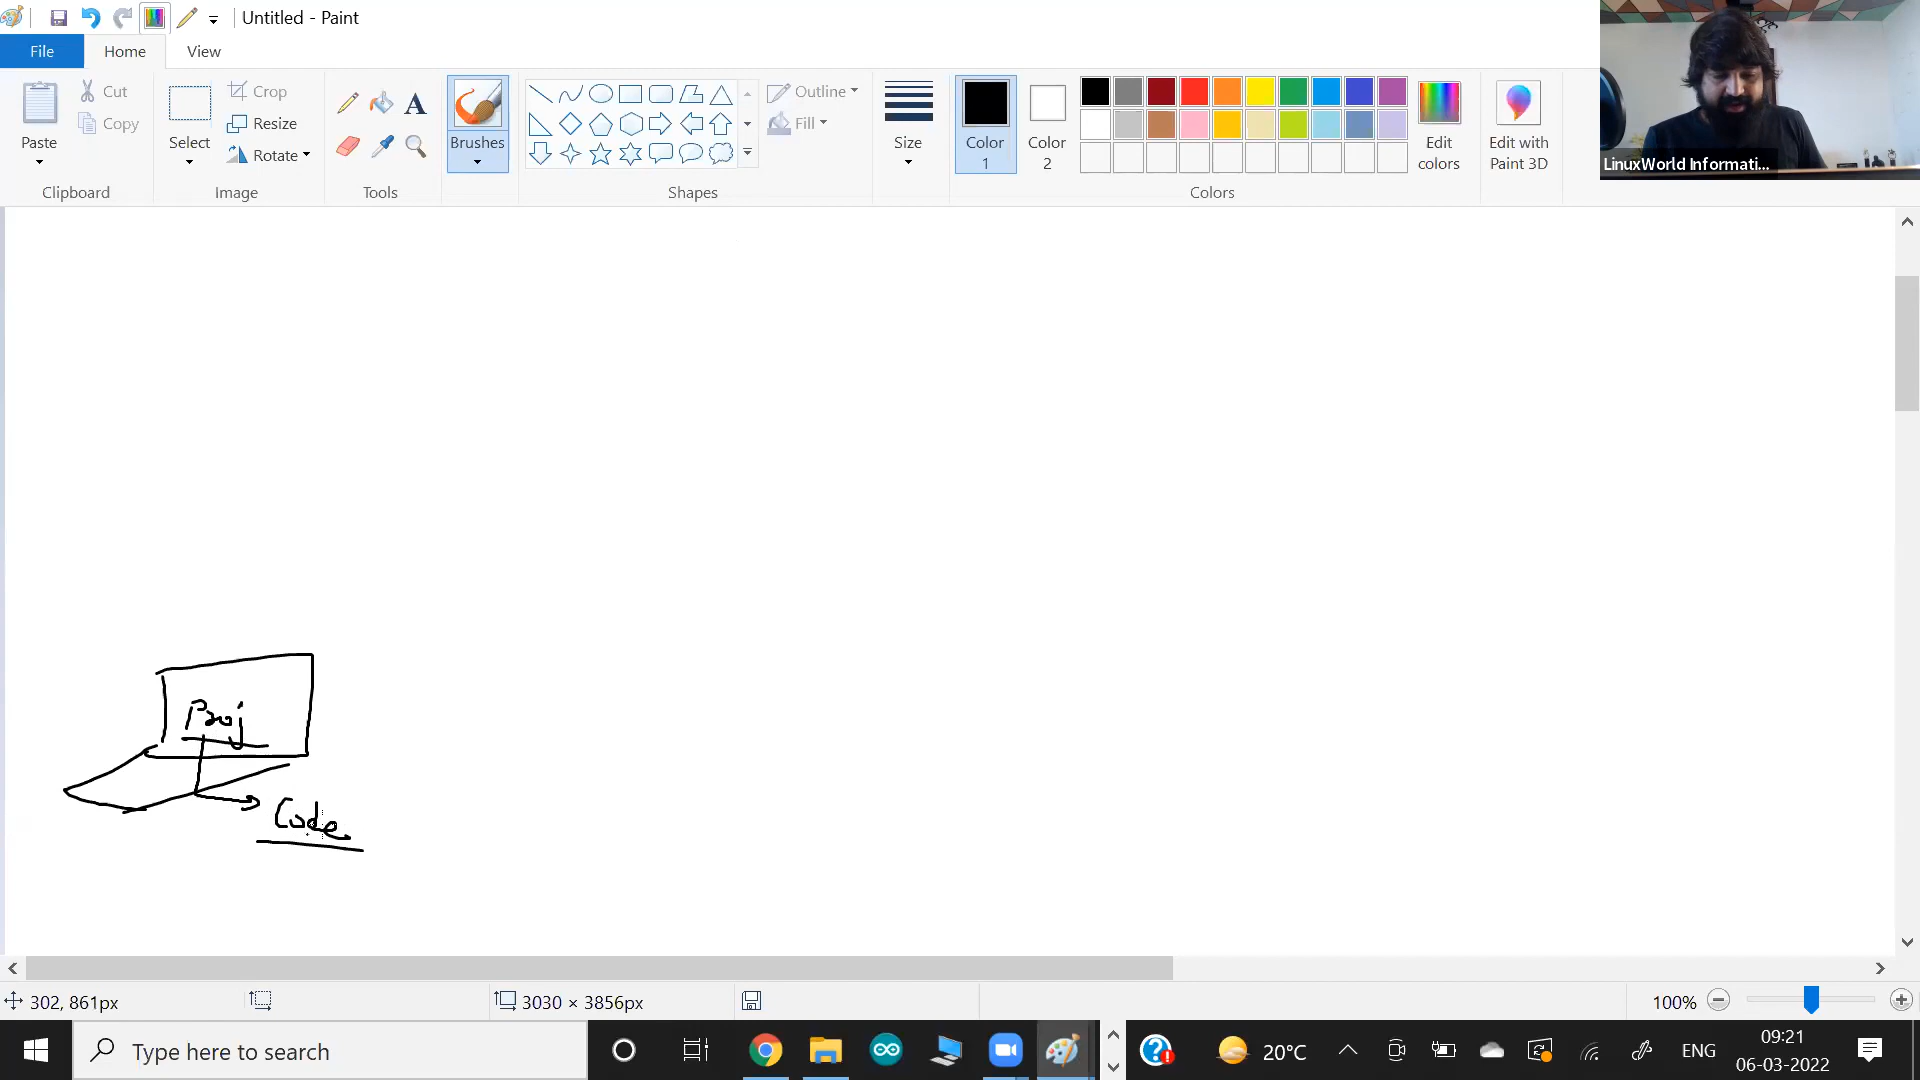 Untitled - Paint
File Home View
Paste
Cut
Copy
Clipboard
Select
Crop
Resize
Rotate
Image
Tools
Brushes
Shapes
Outline
Fill
Size
Color 1
Color 2
Colors
Edit colors
Edit with Paint 3D
LinuxWorld Informati...
Proj
Code
302, 861px
3030 × 3856px
100%
Type here to search
20°C
ENG
09:21
06-03-2022